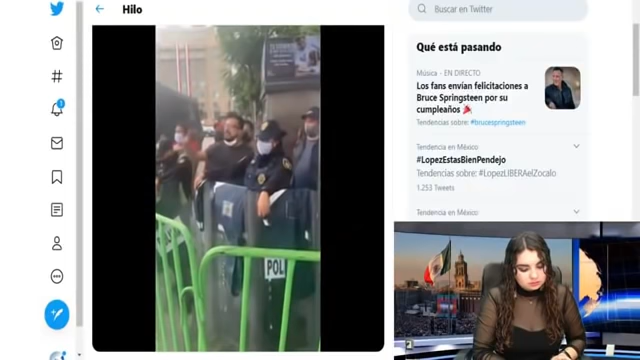 Hilo
POLI
Buscar en Twitter
Qué está pasando
Música · EN DIRECTO
Los fans envían felicitaciones a
Bruce Springsteen por su
cumpleaños
Tendencias sobre: #brucespringsteen
Tendencia en México
#LopezEstasBienPendejo
Tendencias sobre: #LopezLIBERAelZocalo
1.253 Tweets
Tendencia en México